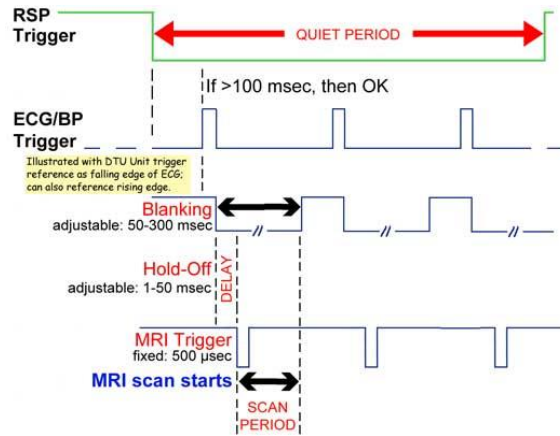 RSP
Trigger
QUIET PERIOD
If >100 msec, then OK
ECG/BP
Trigger
Illustrated with DTU Unit trigger
reference as falling edge of ECG;
can also reference rising edge.
Blanking
adjustable: 50-300 msec
Hold-Off
adjustable: 1-50 msec
DELAY
MRI Trigger
fixed: 500 µsec
MRI scan starts
SCAN
PERIOD